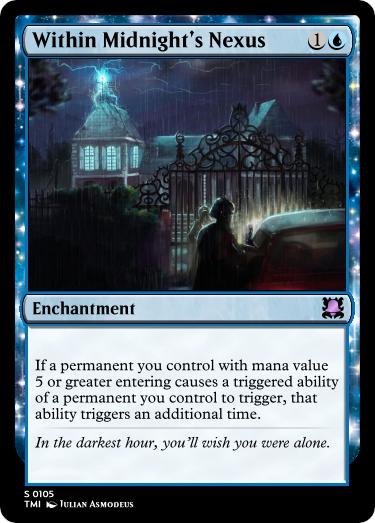 Within Midnight's Nexus 1
Enchantment
If a permanent you control with mana value
5 or greater entering causes a triggered ability
of a permanent you control to trigger, that
ability triggers an additional time.
In the darkest hour, you'll wish you were alone.
S 0105
TMI Julian Asmodeus